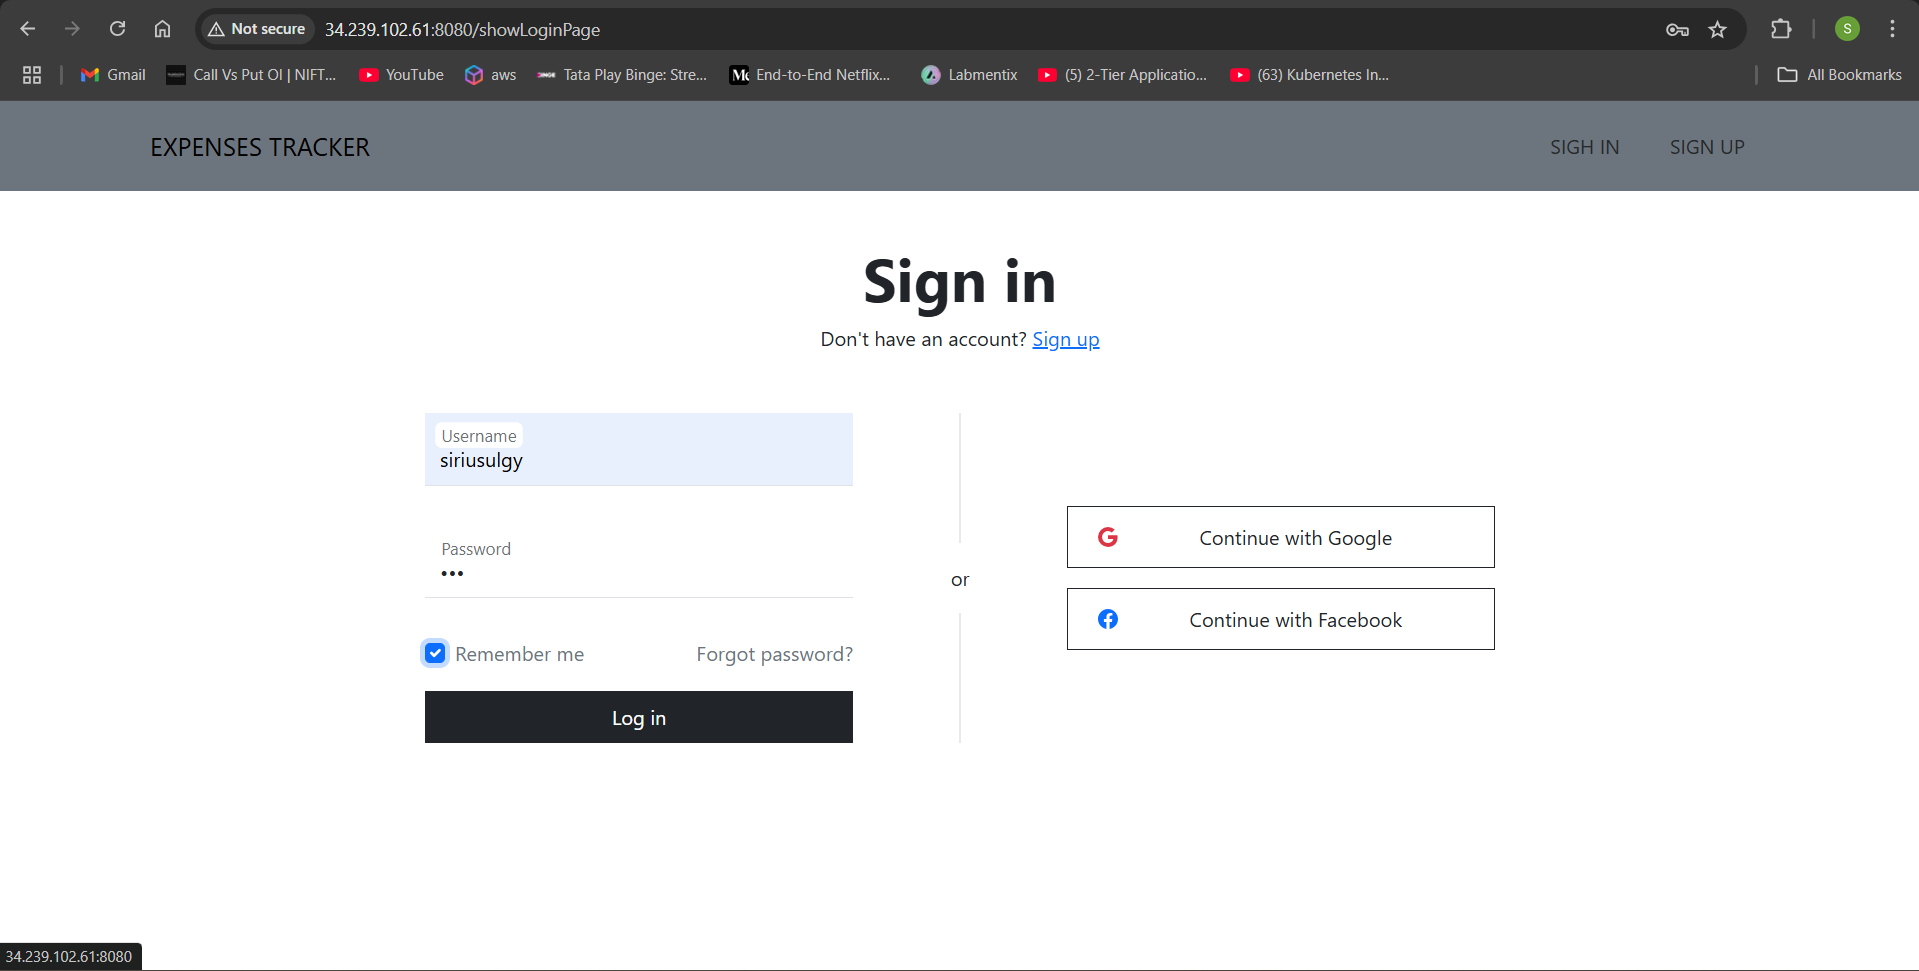 Not secure 34.239.102.61:8080/showLoginPage S
Gmail Call Vs Put OI | NIFT... YouTube aws Tata Play Binge: Stre... End-to-End Netflix... Labmentix (5) 2-Tier Applicatio... (63) Kubernetes In... All Bookmarks
EXPENSES TRACKER SIGH IN SIGN UP
Sign in
Don't have an account? Sign up
Username
siriusulgy
Password
•••
Remember me Forgot password?
Log in
or
Continue with Google
Continue with Facebook
34.239.102.61:8080